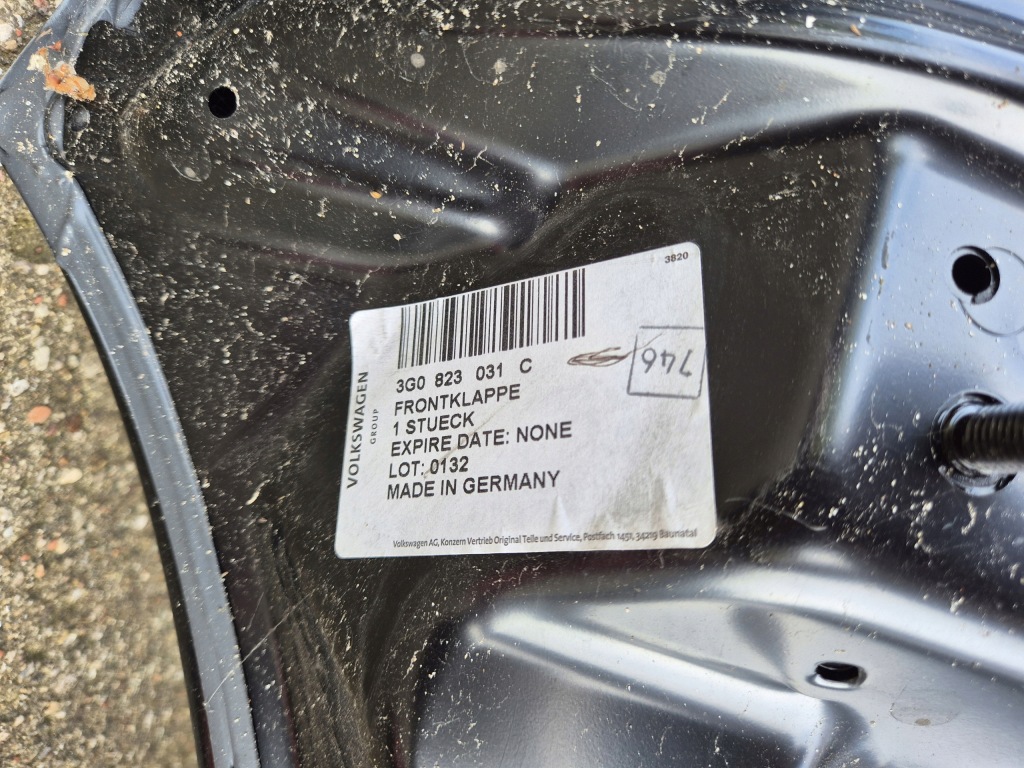 3820
3G0 823 031 C
FRONTKLAPPE
1 STUECK
EXPIRE DATE: NONE
LOT: 0132
MADE IN GERMANY
VOLKSWAGEN
GROUP
746
Volkswagen AG, Konzern Vertrieb Original Teile und Service, Postfach 1451, 34219 Baunatal